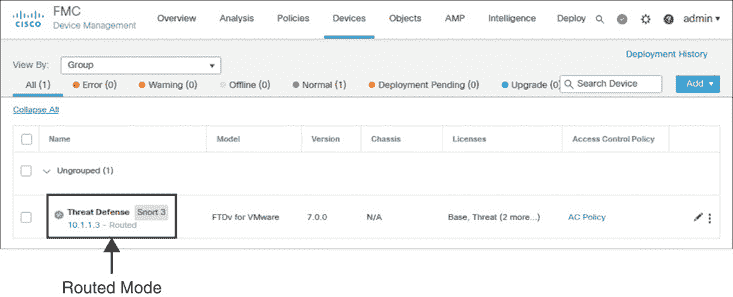 CISCO
FMC
Device Management
Overview Analysis Policies Devices Objects AMP Intelligence Deploy admin
Deployment History
View By: Group
All (1) Error (0) Warning (0) Offline (0) Normal (1) Deployment Pending (0) Upgrade (0) Search Device Add
Collapse All
Name Model Version Chassis Licenses Access Control Policy
Ungrouped (1)
Threat Defense Snort 3
10.1.1.3 - Routed
FTDv for VMware 7.0.0 N/A Base, Threat (2 more...) AC Policy
Routed Mode